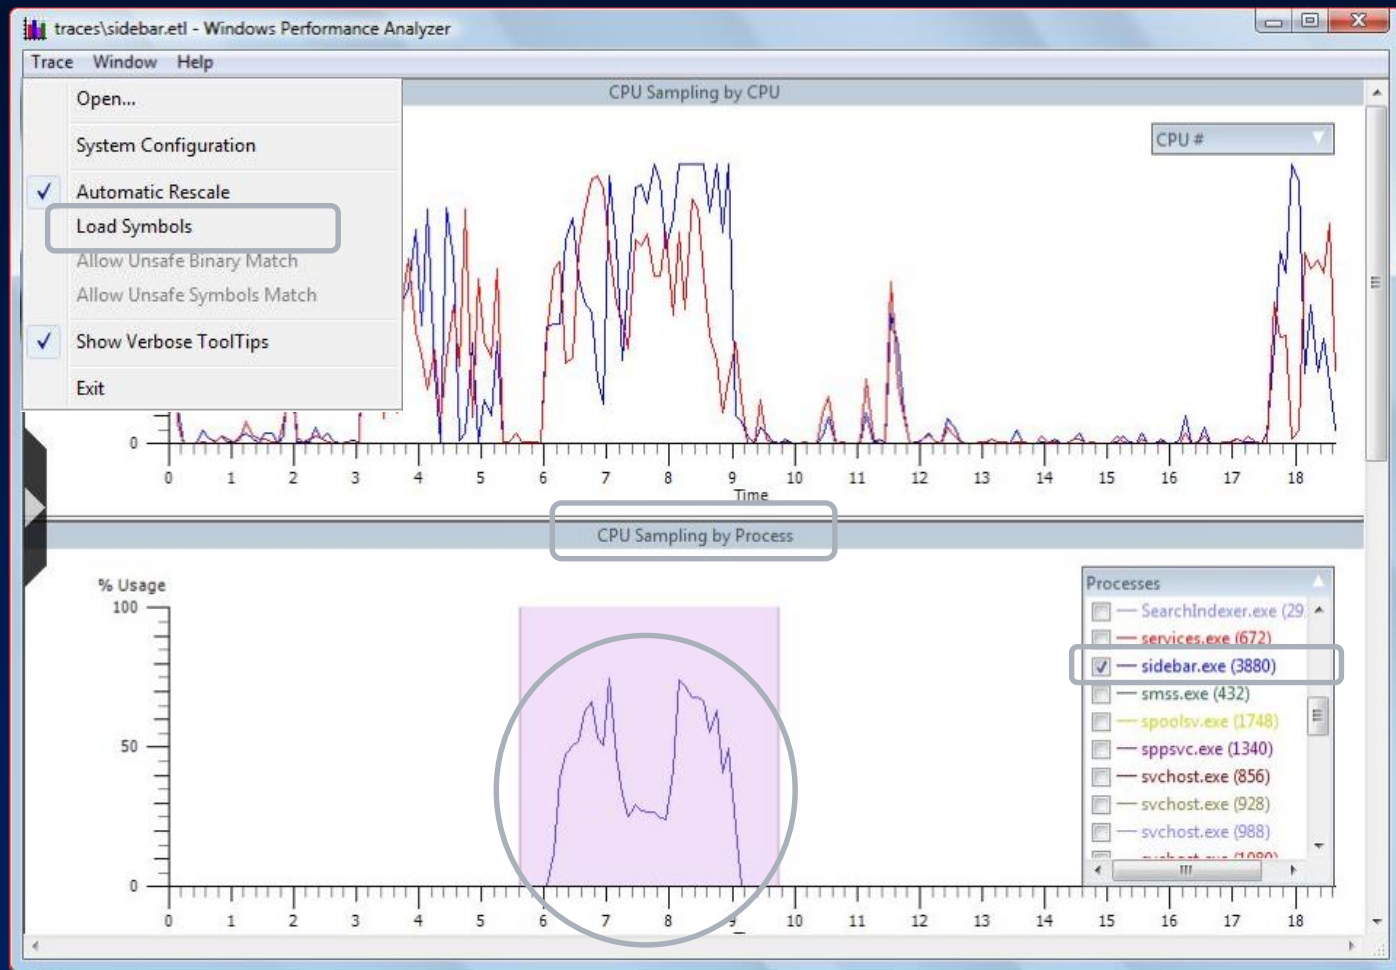 traces\sidebar.etl - Windows Performance Analyzer
Trace Window Help
Open...
System Configuration
Automatic Rescale
Load Symbols
Allow Unsafe Binary Match
Allow Unsafe Symbols Match
Show Verbose ToolTips
Exit
CPU Sampling by CPU
CPU #
0
0 1 2 3 4 5 6 7 8 9 10 11 12 13 14 15 16 17 18
Time
CPU Sampling by Process
% Usage
100
50
0
0 1 2 3 4 5 6 7 8 9 10 11 12 13 14 15 16 17 18
Processes
SearchIndexer.exe (29
services.exe (672)
sidebar.exe (3880)
smss.exe (432)
spoolsv.exe (1748)
sppsvc.exe (1340)
svchost.exe (856)
svchost.exe (928)
svchost.exe (988)